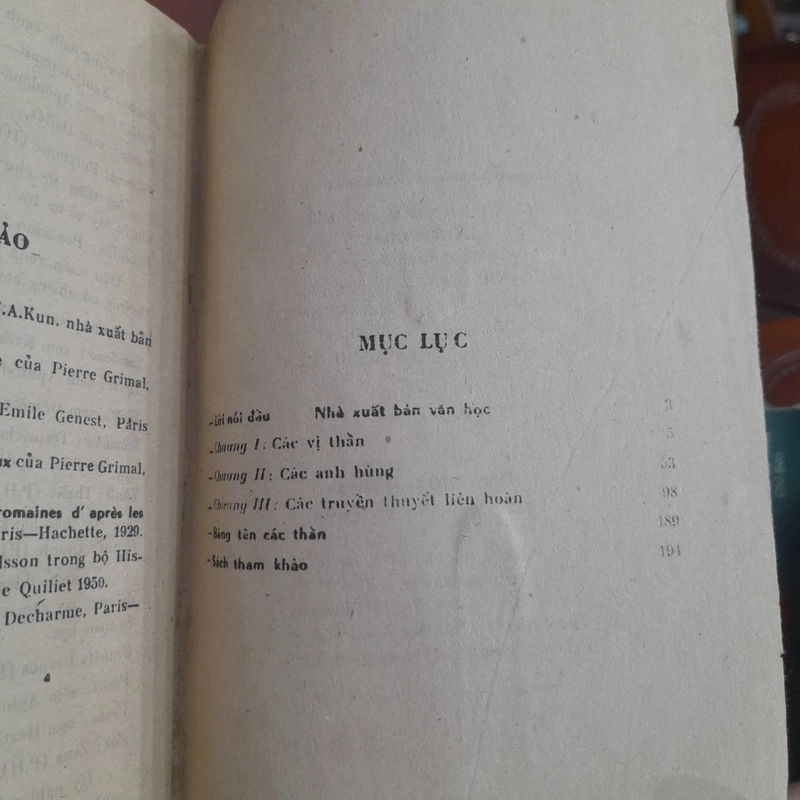 ẢO
.A.Kun, nhà xuất bản
của Pierre Grimal,
Emile Genest, Paris
x của Pierre Grimal,
romaines d' après les
ris—Hachette, 1929.
lsson trong bộ His-
e Quiliet 1950.
Decharme, Paris—
MỤC LỤC
-Lời nói đầu Nhà xuất bản văn học 3
-Chương I: Các vị thần 5
-Chương II: Các anh hùng 53
-Chương III: Các truyền thuyết liên hoàn 98
-Bảng tên các thần 189
-Sách tham khảo 194